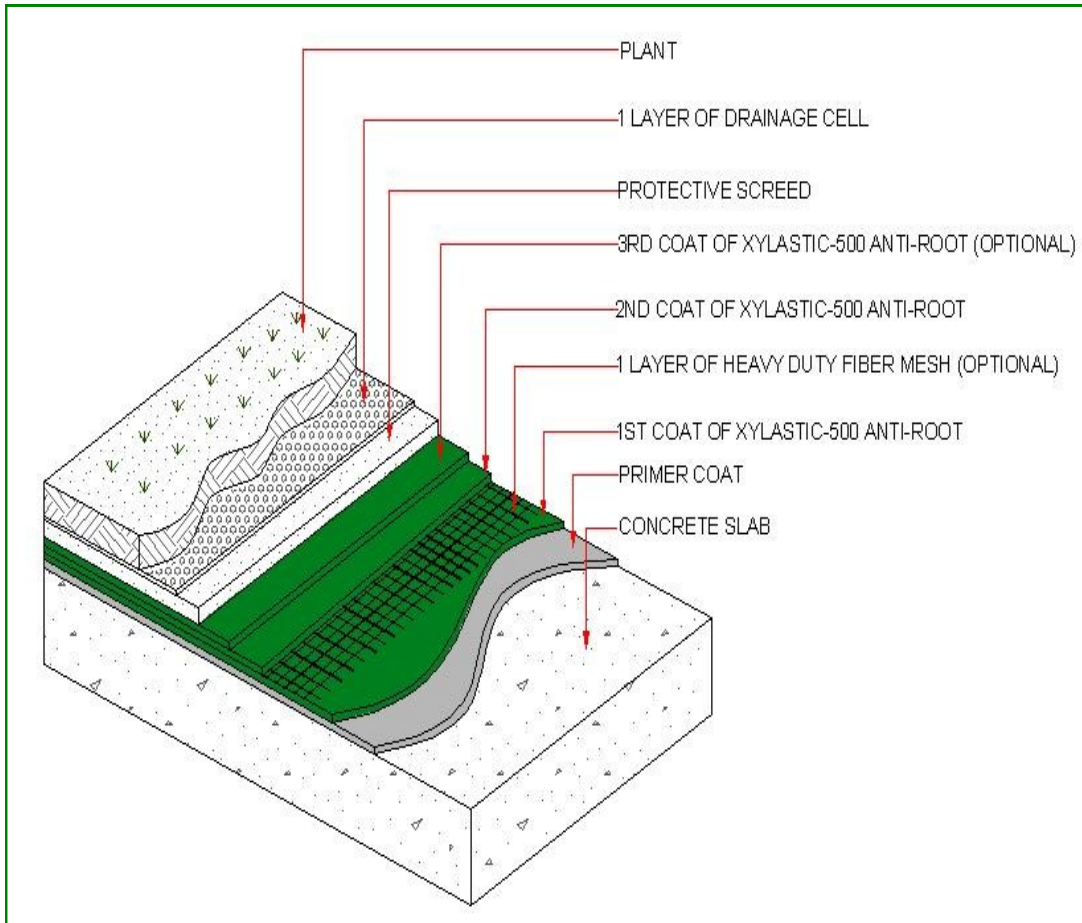 PLANT
1 LAYER OF DRAINAGE CELL
PROTECTIVE SCREED
3RD COAT OF XYLASTIC-500 ANTI-ROOT (OPTIONAL)
2ND COAT OF XYLASTIC-500 ANTI-ROOT
1 LAYER OF HEAVY DUTY FIBER MESH (OPTIONAL)
1ST COAT OF XYLASTIC-500 ANTI-ROOT
PRIMER COAT
CONCRETE SLAB